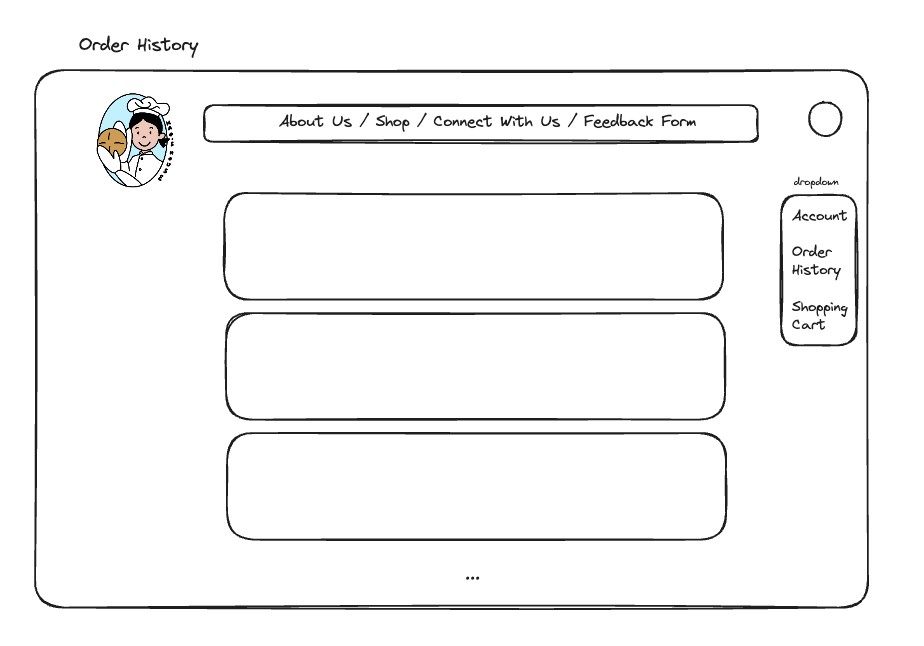 Order History
About Us / Shop / Connect With Us / Feedback Form
dropdown
Account
Order
History
Shopping
Cart
...